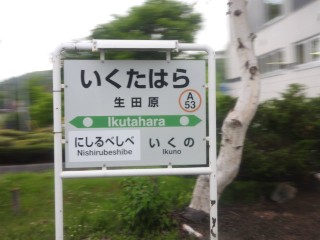 いくたはら
生田原
A
53
Ikutahara
にしるべしべ いくの
Nishirubeshibe Ikuno